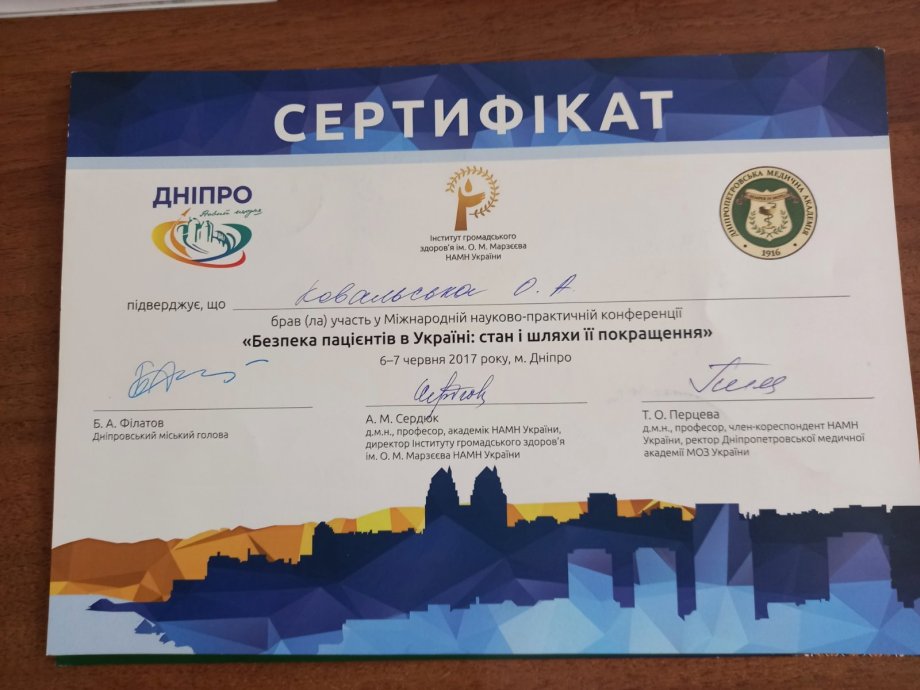 СЕРТИФІКАТ
ДНІПРО
Інститут громадського
здоров'я ім. О. М. Марзєєва
НАМН України
ДНІПРОПЕТРОВСЬКА МЕДИЧНА АКАДЕМІЯ
1916
підверджує, що Ковальська О. А
брав (ла) участь у Міжнародній науково-практичній конференції
«Безпека пацієнтів в Україні: стан і шляхи її покращення»
6–7 червня 2017 року, м. Дніпро
Б. А. Філатов
Дніпровський міський голова
А. М. Сердюк
д.м.н., професор, академік НАМН України,
директор Інституту громадського здоров'я
ім. О. М. Марзєєва НАМН України
Т. О. Перцева
д.м.н., професор, член-кореспондент НАМН
України, ректор Дніпропетровської медичної
академії МОЗ України